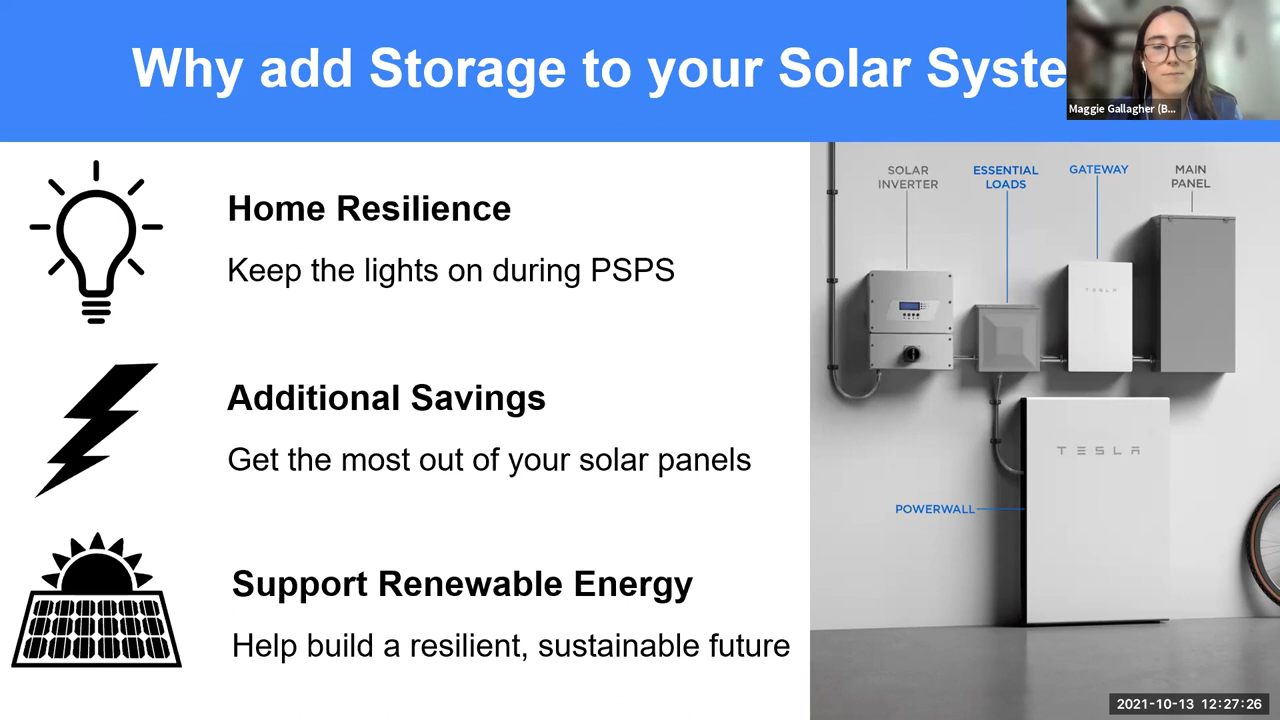 Why add Storage to your Solar Syste
Maggie Gallagher (B...
Home Resilience
Keep the lights on during PSPS
Additional Savings
Get the most out of your solar panels
Support Renewable Energy
Help build a resilient, sustainable future
SOLAR
INVERTER
ESSENTIAL
LOADS
GATEWAY
MAIN
PANEL
TESLA
TESLA
POWERWALL
2021-10-13 12:27:26